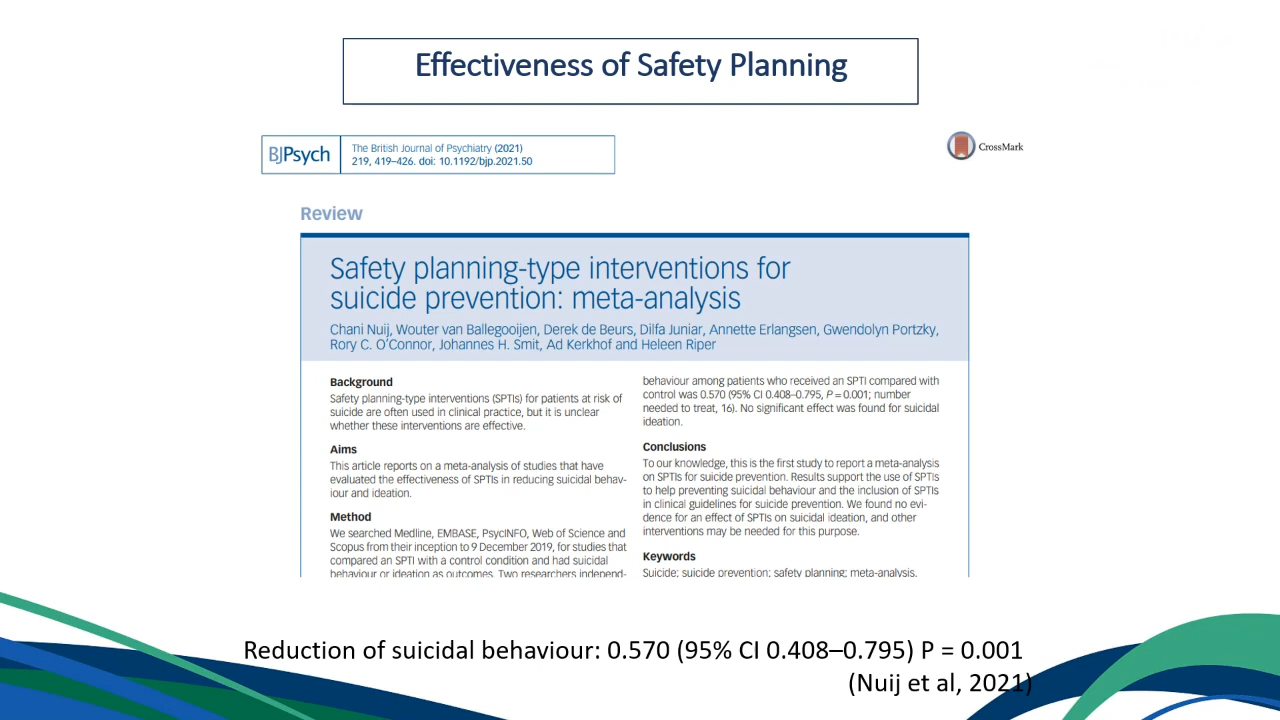 Effectiveness of Safety Planning
BJPsych
The British Journal of Psychiatry (2021)
219, 419–426. doi: 10.1192/bjp.2021.50
CrossMark
Review
Safety planning-type interventions for
suicide prevention: meta-analysis
Chani Nuij, Wouter van Ballegooijen, Derek de Beurs, Dilfa Juniar, Annette Erlangsen, Gwendolyn Portzky,
Rory C. O’Connor, Johannes H. Smit, Ad Kerkhof and Heleen Riper
Background
Safety planning-type interventions (SPTIs) for patients at risk of
suicide are often used in clinical practice, but it is unclear
whether these interventions are effective.
Aims
This article reports on a meta-analysis of studies that have
evaluated the effectiveness of SPTIs in reducing suicidal behav-
iour and ideation.
Method
We searched Medline, EMBASE, PsycINFO, Web of Science and
Scopus from their inception to 9 December 2019, for studies that
compared an SPTI with a control condition and had suicidal
behaviour or ideation as outcomes. Two researchers independ-
behaviour among patients who received an SPTI compared with
control was 0.570 (95% CI 0.408–0.795, P = 0.001; number
needed to treat, 16). No significant effect was found for suicidal
ideation.
Conclusions
To our knowledge, this is the first study to report a meta-analysis
on SPTIs for suicide prevention. Results support the use of SPTIs
to help preventing suicidal behaviour and the inclusion of SPTIs
in clinical guidelines for suicide prevention. We found no evi-
dence for an effect of SPTIs on suicidal ideation, and other
interventions may be needed for this purpose.
Keywords
Suicide; suicide prevention; safety planning; meta-analysis.
Reduction of suicidal behaviour: 0.570 (95% CI 0.408–0.795) P = 0.001
(Nuij et al, 2021)